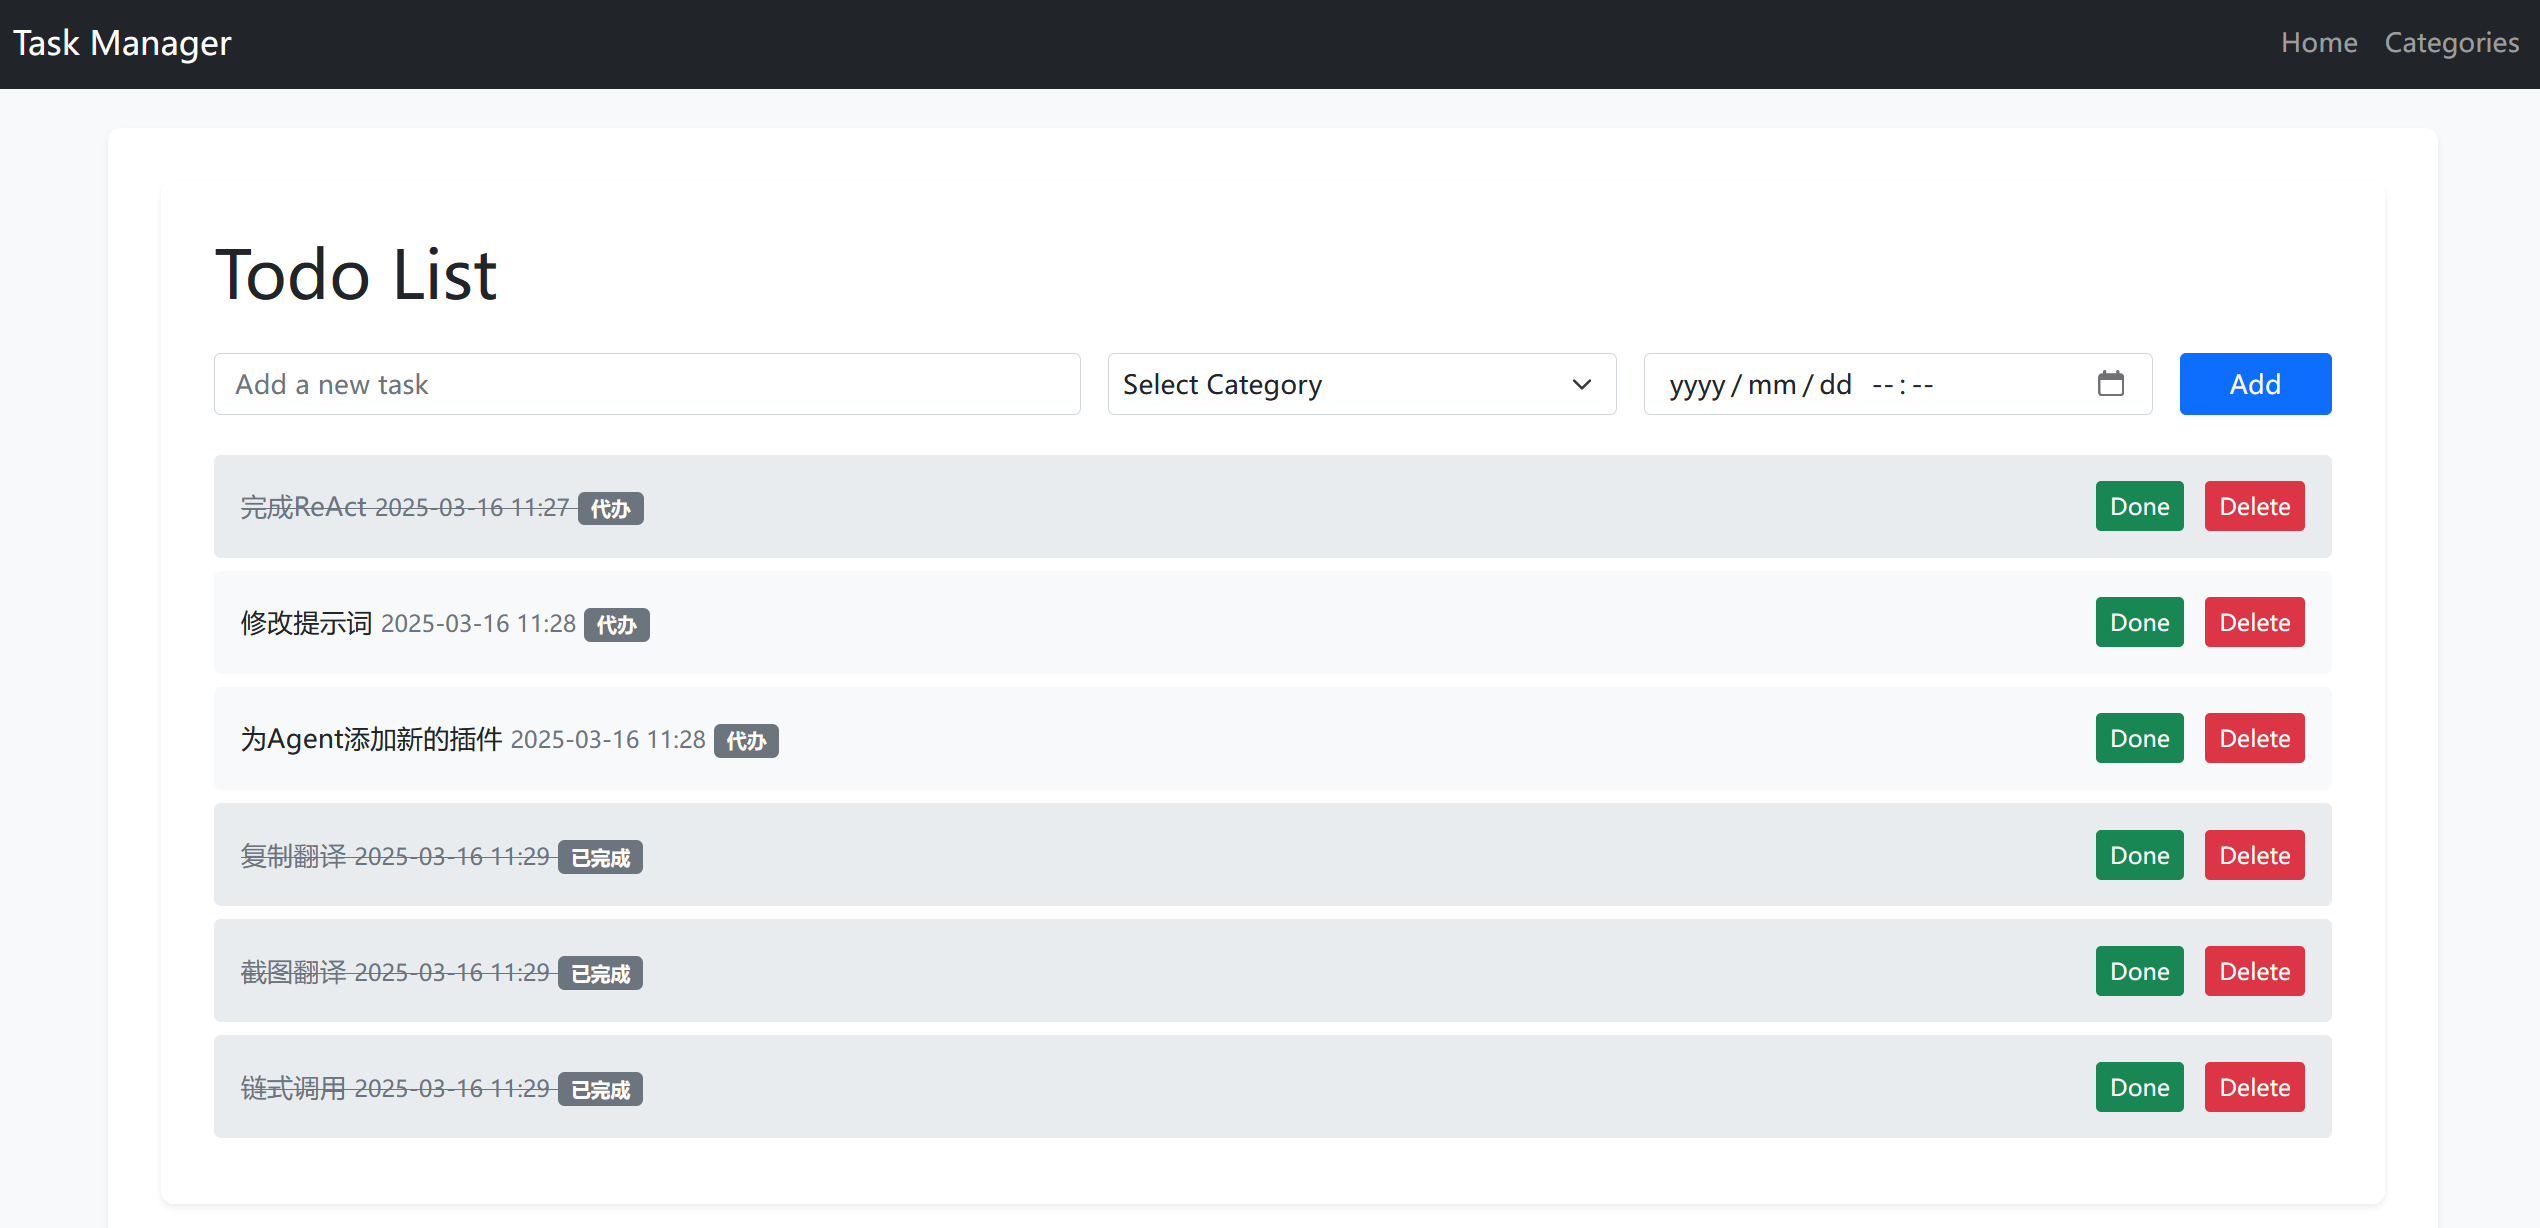 Task Manager Home Categories
Todo List
Add a new task Select Category yyyy/mm/dd --:-- Add
完成ReAct 2025-03-16 11:27 代办 Done Delete
修改提示词 2025-03-16 11:28 代办 Done Delete
为Agent添加新的插件 2025-03-16 11:28 代办 Done Delete
复制翻译 2025-03-16 11:29 已完成 Done Delete
截图翻译 2025-03-16 11:29 已完成 Done Delete
链式调用 2025-03-16 11:29 已完成 Done Delete